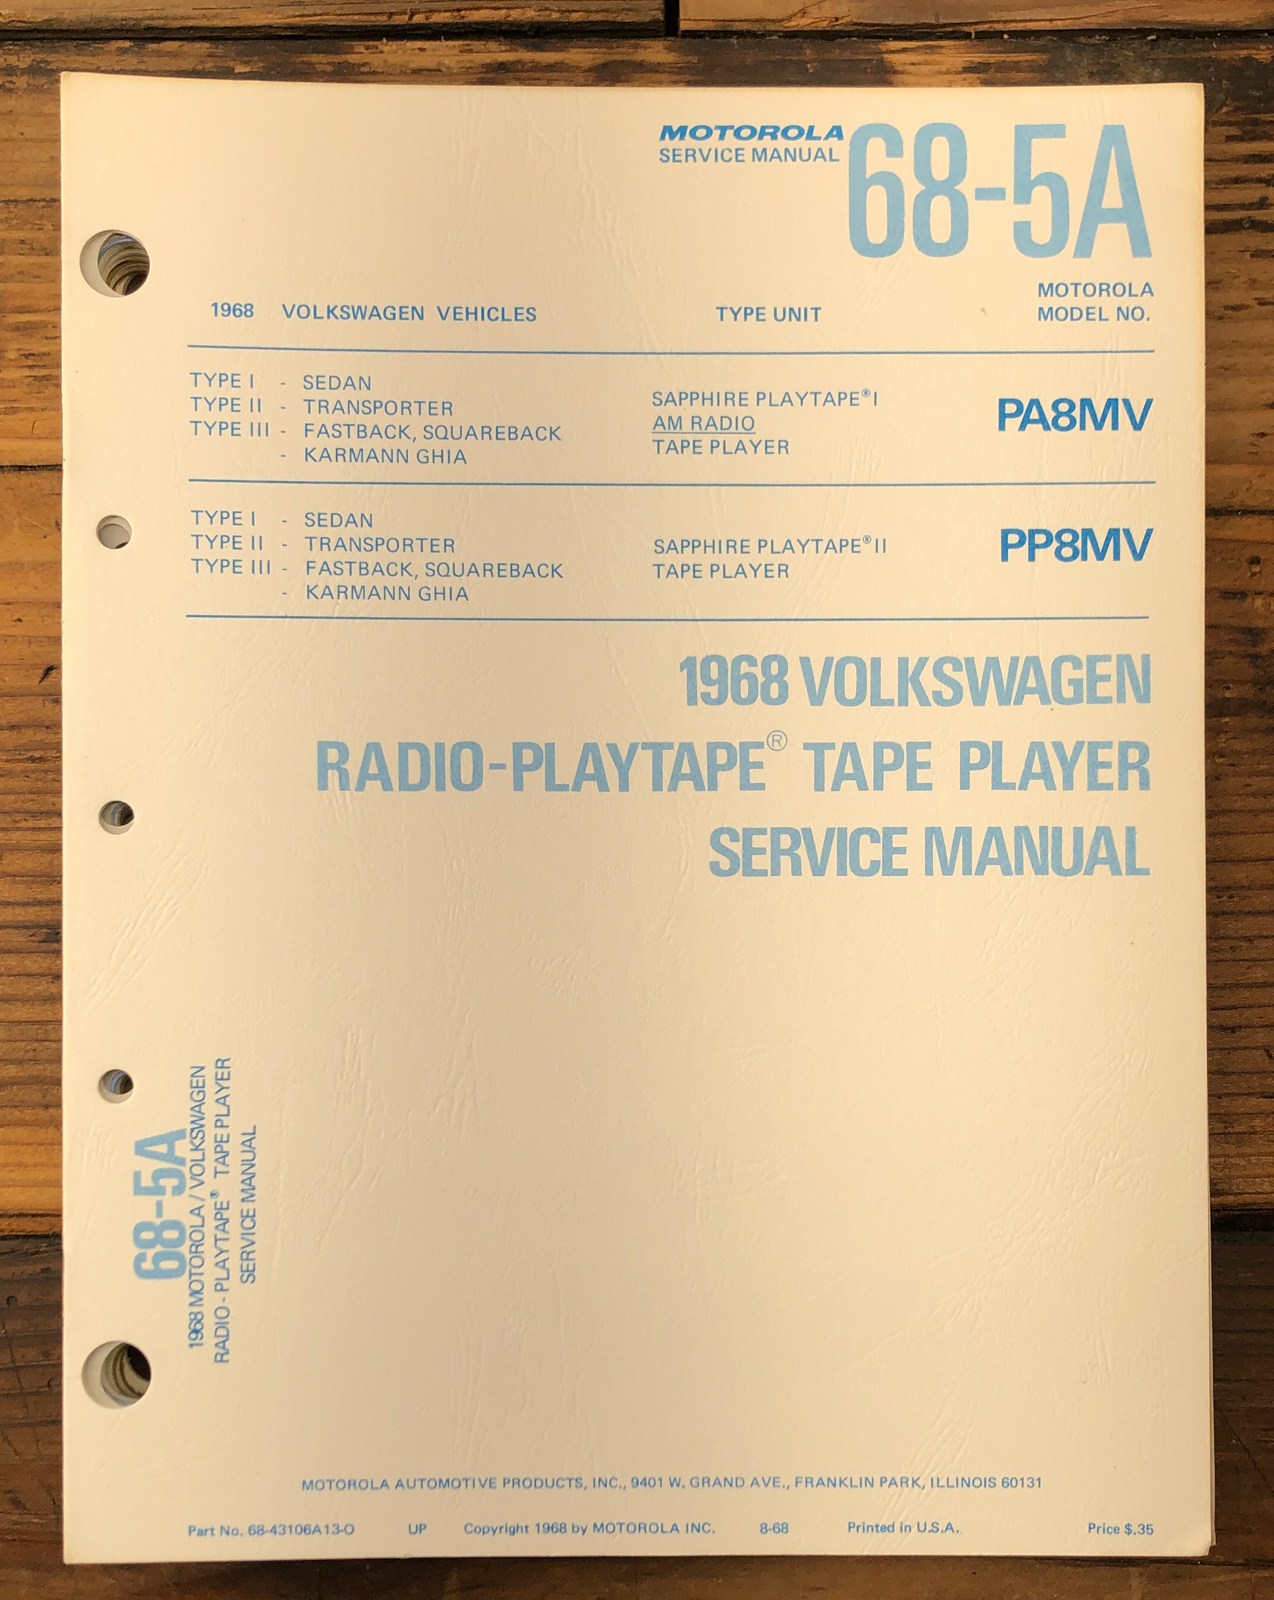 MOTOROLA
SERVICE MANUAL
68-5A
1968 VOLKSWAGEN VEHICLES
TYPE UNIT
MOTOROLA
MODEL NO.
TYPE I - SEDAN
TYPE II - TRANSPORTER
TYPE III - FASTBACK, SQUAREBACK
- KARMANN GHIA
SAPPHIRE PLAYTAPE® I
AM RADIO
TAPE PLAYER
PA8MV
TYPE I - SEDAN
TYPE II - TRANSPORTER
TYPE III - FASTBACK, SQUAREBACK
- KARMANN GHIA
SAPPHIRE PLAYTAPE® II
TAPE PLAYER
PP8MV
1968 VOLKSWAGEN
RADIO-PLAYTAPE® TAPE PLAYER
SERVICE MANUAL
68-5A
1968 MOTOROLA / VOLKSWAGEN
RADIO - PLAYTAPE® TAPE PLAYER
SERVICE MANUAL
MOTOROLA AUTOMOTIVE PRODUCTS, INC., 9401 W. GRAND AVE., FRANKLIN PARK, ILLINOIS 60131
Part No. 68-43106A13-O UP Copyright 1968 by MOTOROLA INC. 8-68 Printed in U.S.A. Price $.35